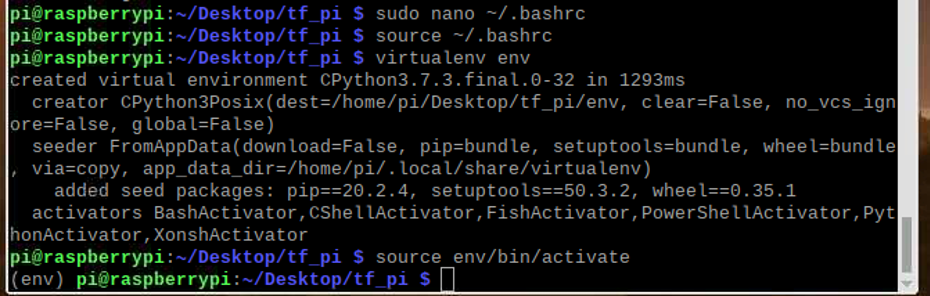 pi@raspberrypi:~/Desktop/tf_pi $ sudo nano ~/.bashrc
pi@raspberrypi:~/Desktop/tf_pi $ source ~/.bashrc
pi@raspberrypi:~/Desktop/tf_pi $ virtualenv env
created virtual environment CPython3.7.3.final.0-32 in 1293ms
  creator CPython3Posix(dest=/home/pi/Desktop/tf_pi/env, clear=False, no_vcs_ign
ore=False, global=False)
  seeder FromAppData(download=False, pip=bundle, setuptools=bundle, wheel=bundle
, via=copy, app_data_dir=/home/pi/.local/share/virtualenv)
    added seed packages: pip==20.2.4, setuptools==50.3.2, wheel==0.35.1
  activators BashActivator,CShellActivator,FishActivator,PowerShellActivator,Pyt
honActivator,XonshActivator
pi@raspberrypi:~/Desktop/tf_pi $ source env/bin/activate
(env) pi@raspberrypi:~/Desktop/tf_pi $